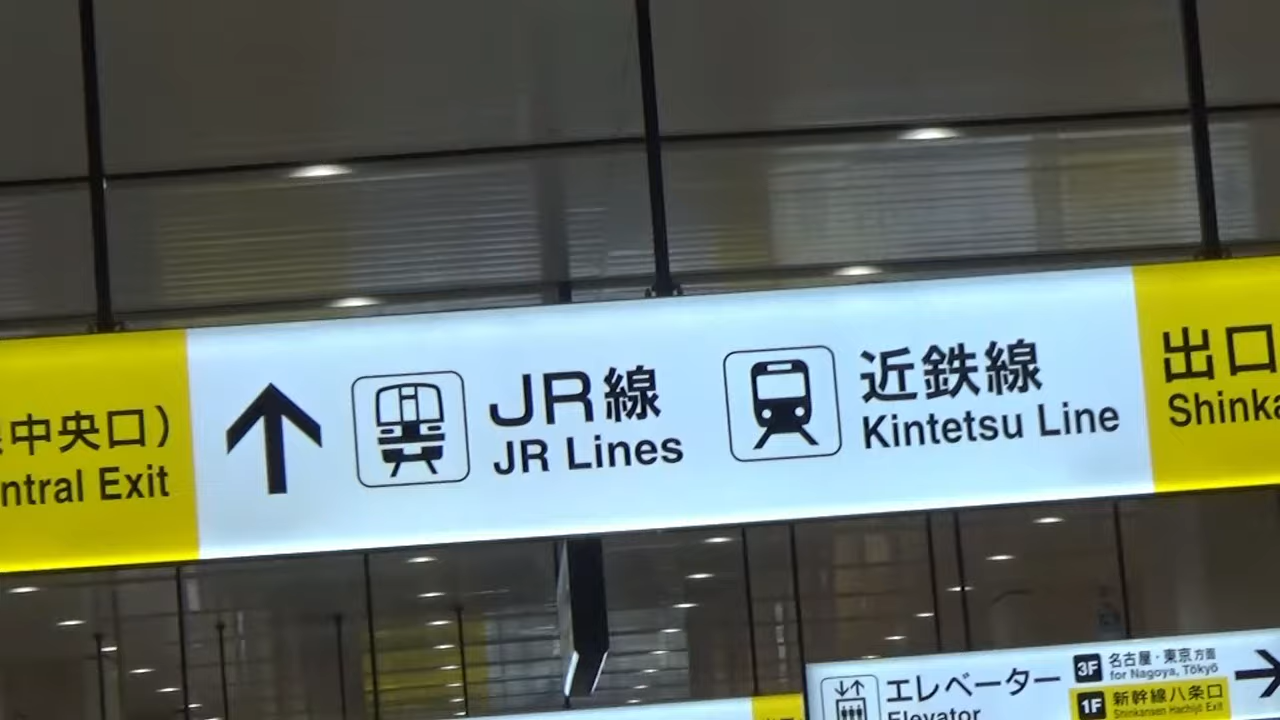 中央口)
ntral Exit
JR線
JR Lines
近鉄線
Kintetsu Line
出口
Shinka
エレベーター
Elevator
3F 名古屋・東京方面
for Nagoya, Tōkyō
1F 新幹線八条口
Shinkansen Hachijō Exit